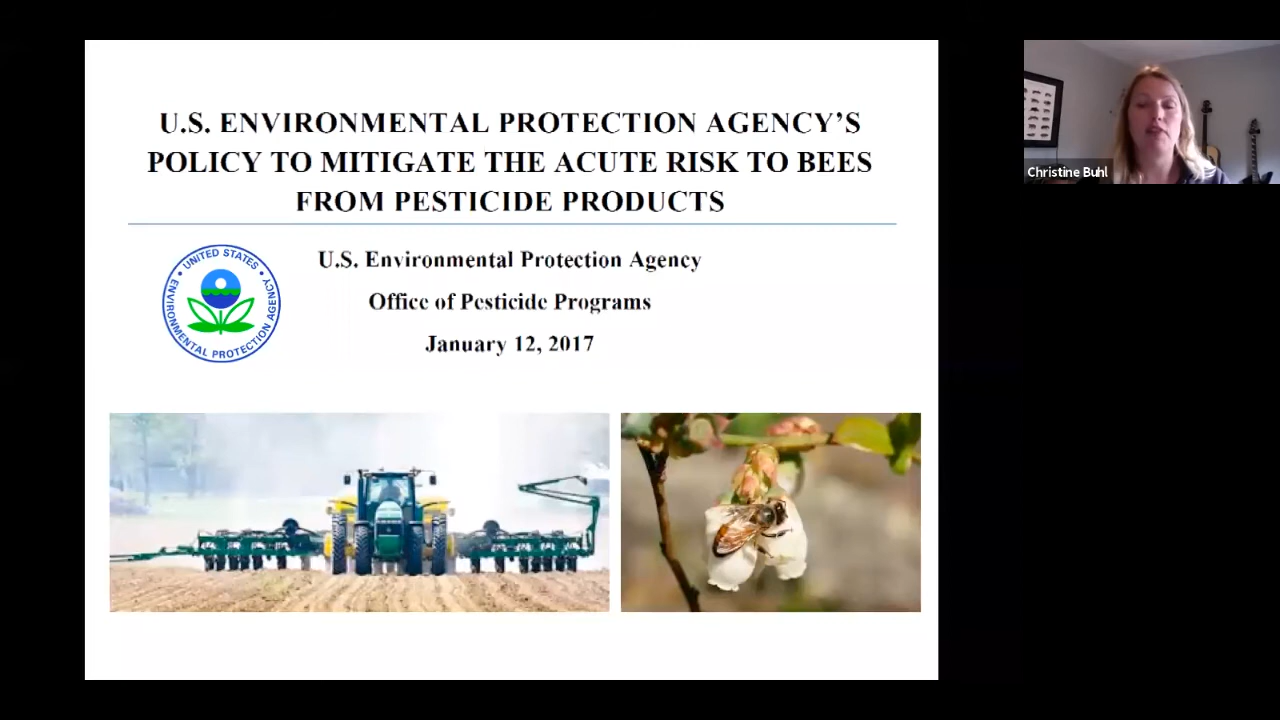 U.S. ENVIRONMENTAL PROTECTION AGENCY'S
POLICY TO MITIGATE THE ACUTE RISK TO BEES
FROM PESTICIDE PRODUCTS
U.S. Environmental Protection Agency
Office of Pesticide Programs
January 12, 2017
UNITED STATES
ENVIRONMENTAL PROTECTION AGENCY
Christine Buhl